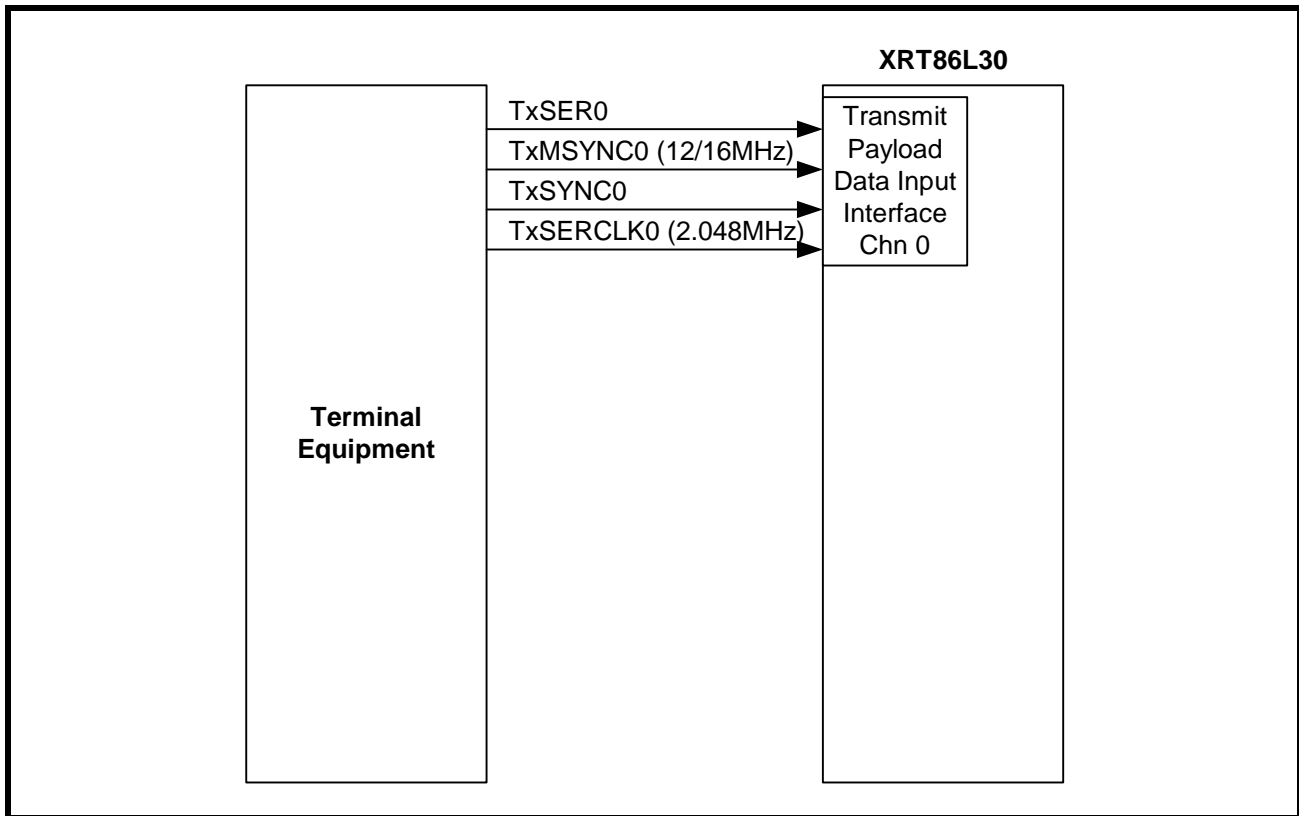 XRT86L30
TxSER0
TxMSYNC0 (12/16MHz)
TxSYNC0
TxSERCLK0 (2.048MHz)
Transmit
Payload
Data Input
Interface
Chn 0
Terminal
Equipment